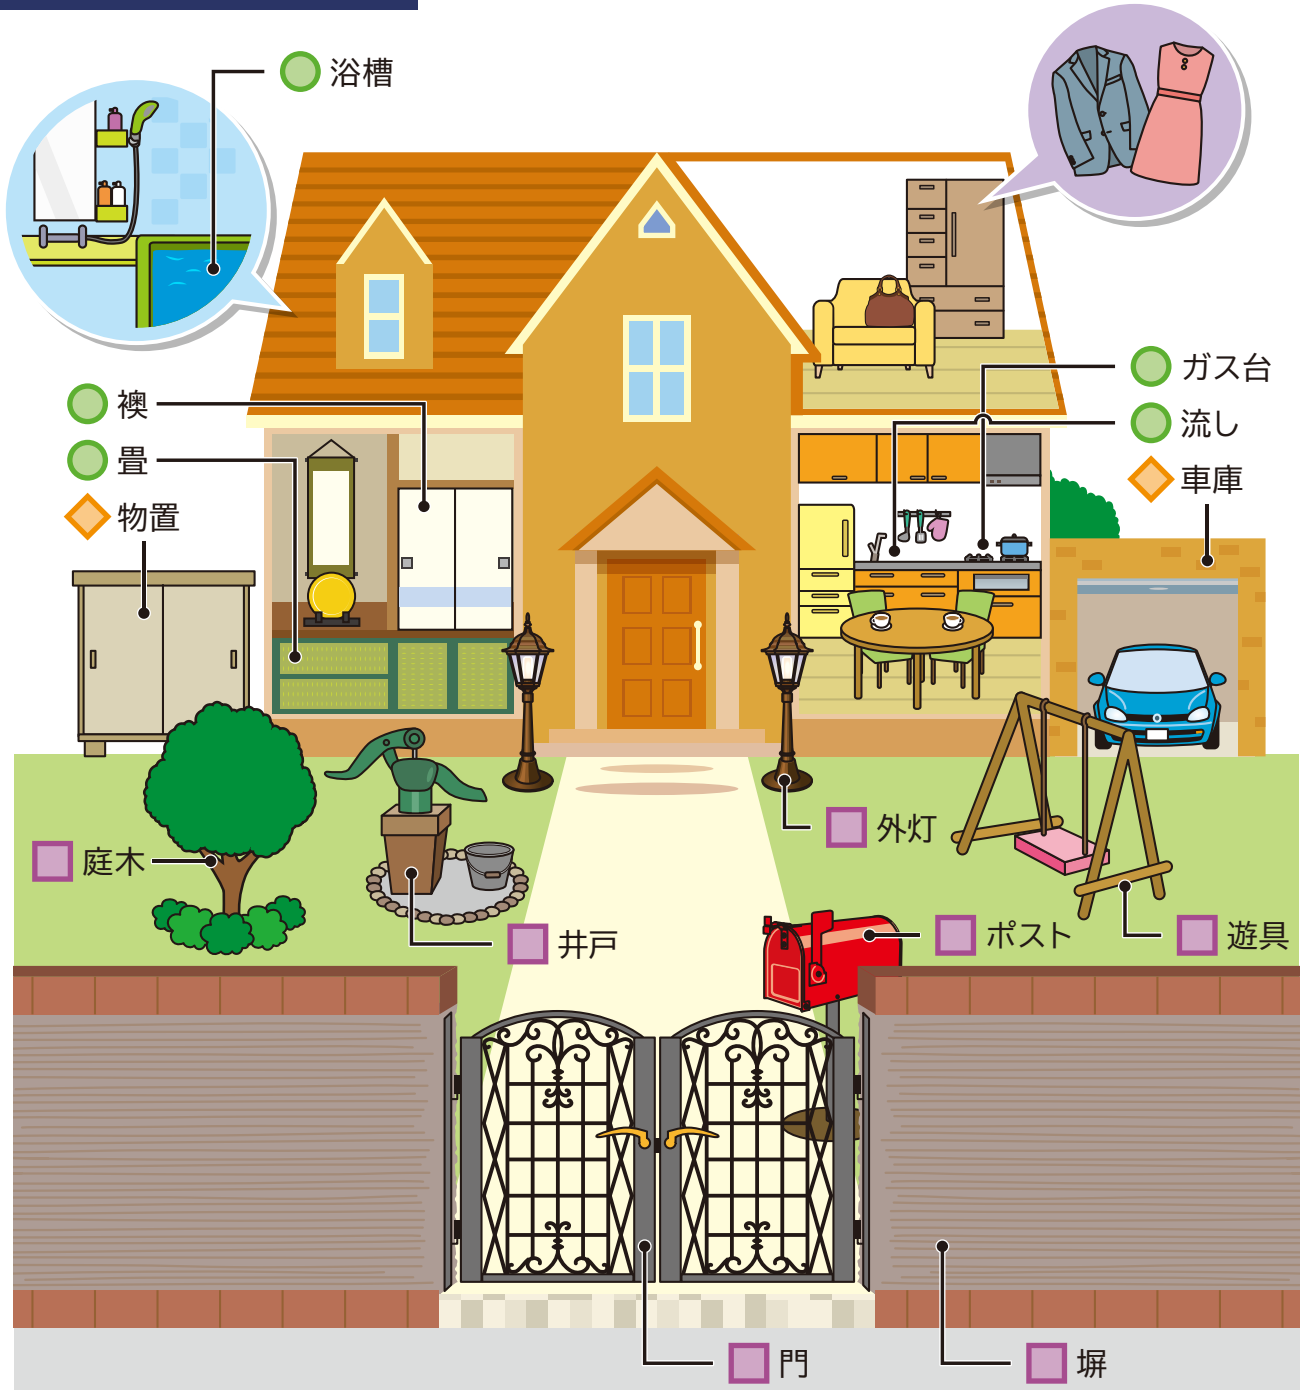 浴槽
襖
畳
物置
ガス台
流し
車庫
外灯
庭木
井戸
ポスト
遊具
門
塀